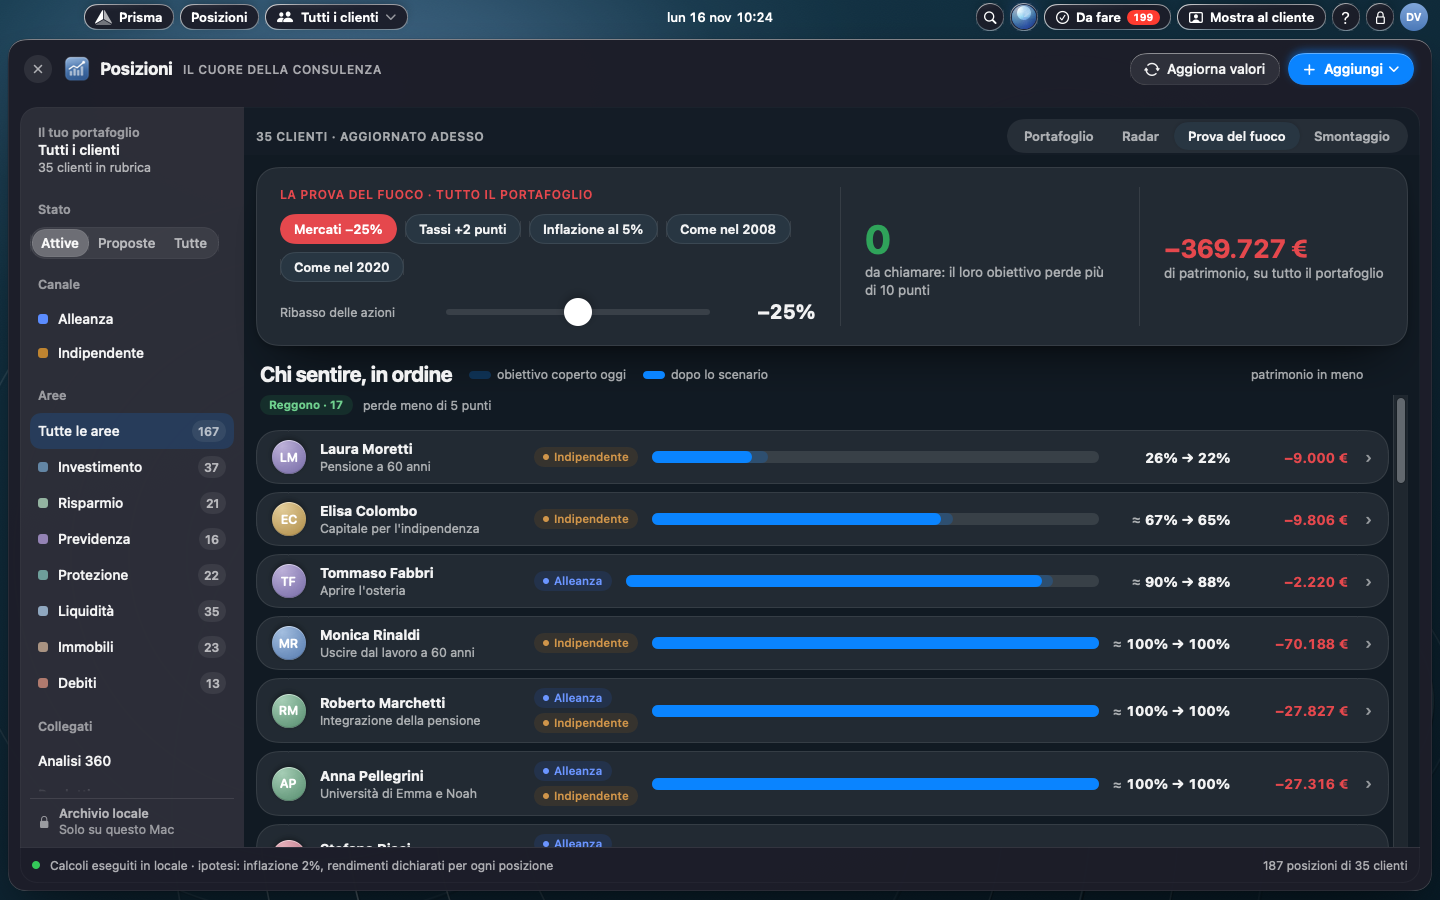 Prisma
Posizioni
Tutti i clienti
lun 16 nov 10:24
Da fare 199
Mostra al cliente
?
DV
Posizioni IL CUORE DELLA CONSULENZA
Aggiorna valori
+ Aggiungi
Il tuo portafoglio
Tutti i clienti
35 clienti in rubrica
Stato
Attive Proposte Tutte
Canale
Alleanza
Indipendente
Aree
Tutte le aree 167
Investimento 37
Risparmio 21
Previdenza 16
Protezione 22
Liquidità 35
Immobili 23
Debiti 13
Collegati
Analisi 360
Archivio locale
Solo su questo Mac
35 CLIENTI · AGGIORNATO ADESSO
Portafoglio Radar Prova del fuoco Smontaggio
LA PROVA DEL FUOCO · TUTTO IL PORTAFOGLIO
Mercati −25% Tassi +2 punti Inflazione al 5% Come nel 2008
Come nel 2020
Ribasso delle azioni −25%
0
da chiamare: il loro obiettivo perde più
di 10 punti
−369.727 €
di patrimonio, su tutto il portafoglio
Chi sentire, in ordine obiettivo coperto oggi dopo lo scenario patrimonio in meno
Reggono · 17 perde meno di 5 punti
LM Laura Moretti
Pensione a 60 anni
Indipendente
26% → 22% −9.000 €
EC Elisa Colombo
Capitale per l'indipendenza
Indipendente
≈ 67% → 65% −9.806 €
TF Tommaso Fabbri
Aprire l'osteria
Alleanza
≈ 90% → 88% −2.220 €
MR Monica Rinaldi
Uscire dal lavoro a 60 anni
Indipendente
≈ 100% → 100% −70.188 €
RM Roberto Marchetti
Integrazione della pensione
Alleanza
Indipendente
≈ 100% → 100% −27.827 €
AP Anna Pellegrini
Università di Emma e Noah
Alleanza
Indipendente
≈ 100% → 100% −27.316 €
Alleanza
Calcoli eseguiti in locale · ipotesi: inflazione 2%, rendimenti dichiarati per ogni posizione
187 posizioni di 35 clienti